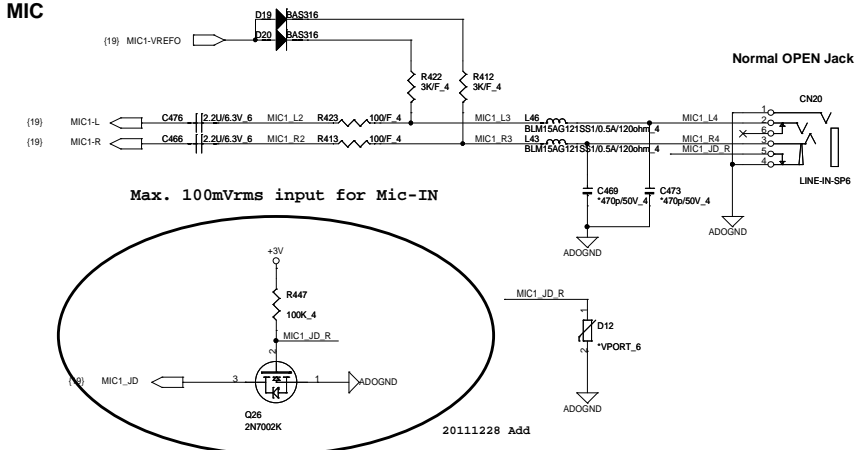 MIC
D19 BAS316
D20 BAS316
{19} MIC1-VREFO
Normal OPEN Jack
R422
3K/F_4
R412
3K/F_4
CN20
{19} MIC1-L C476 2.2U/6.3V_6 MIC1_L2 R423 100/F_4 MIC1_L3 L46 MIC1_L4
BLM15AG121SS1/0.5A/120ohm_4
{19} MIC1-R C466 2.2U/6.3V_6 MIC1_R2 R413 100/F_4 MIC1_R3 L43 MIC1_R4
BLM15AG121SS1/0.5A/120ohm_4
MIC1_JD_R
1
2
6
3
5
4
LINE-IN-SP6
Max. 100mVrms input for Mic-IN
C469
*470p/50V_4
C473
*470p/50V_4
ADOGND
ADOGND
+3V
R447
100K_4
MIC1_JD_R
2
{19} MIC1_JD 3 1 ADOGND
Q26
2N7002K
MIC1_JD_R
1
D12
*VPORT_6
2
ADOGND
20111228 Add